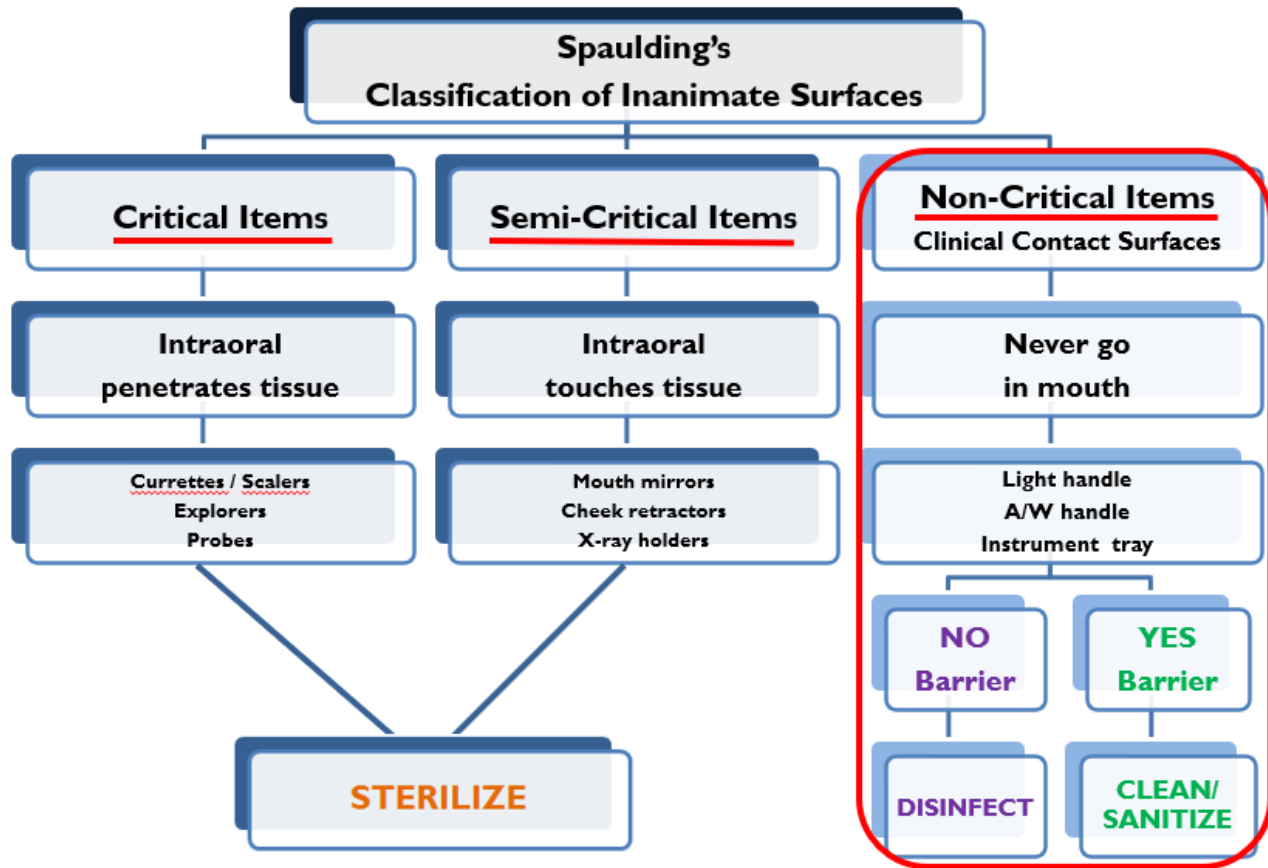 Spaulding's
Classification of Inanimate Surfaces
Critical Items
Semi-Critical Items
Non-Critical Items
Clinical Contact Surfaces
Intraoral
penetrates tissue
Intraoral
touches tissue
Never go
in mouth
Currettes / Scalers
Explorers
Probes
Mouth mirrors
Cheek retractors
X-ray holders
Light handle
A/W handle
Instrument tray
NO
Barrier
YES
Barrier
STERILIZE
DISINFECT
CLEAN/
SANITIZE